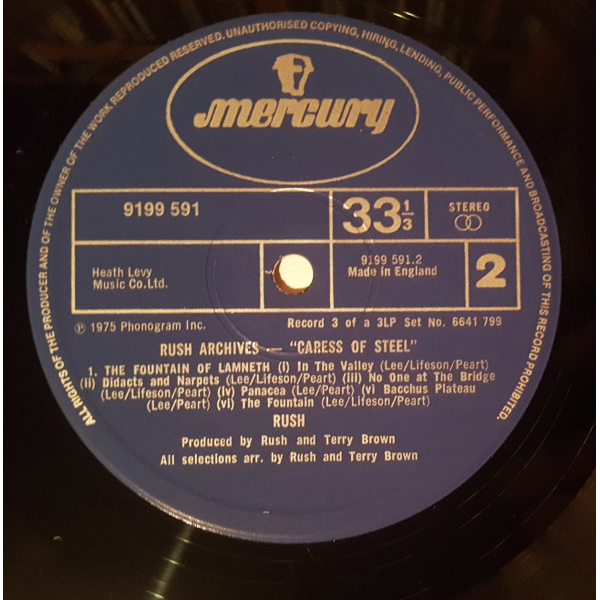 ALL RIGHTS OF THE PRODUCER AND OF THE OWNER OF THE WORK REPRODUCED RESERVED. UNAUTHORISED COPYING, HIRING, LENDING, PUBLIC PERFORMANCE AND BROADCASTING OF THIS RECORD PROHIBITED.
mercury
9199 591
33 1/3
STEREO
Heath Levy
Music Co.Ltd.
9199 591.2
Made in England
2
℗ 1975 Phonogram Inc.
Record 3 of a 3LP Set No. 6641 799
RUSH ARCHIVES — "CARESS OF STEEL"
1. THE FOUNTAIN OF LAMNETH (i) In The Valley (Lee/Lifeson/Peart)
(ii) Didacts and Narpets (Lee/Lifeson/Peart) (iii) No One at The Bridge
(Lee/Lifeson/Peart) (iv) Panacea (Lee/Lifeson/Peart) (vi Bacchus Plateau
(Lee/Lifeson/Peart) (vi) The Fountain (Lee/Lifeson/Peart)
RUSH
Produced by Rush and Terry Brown
All selections arr. by Rush and Terry Brown